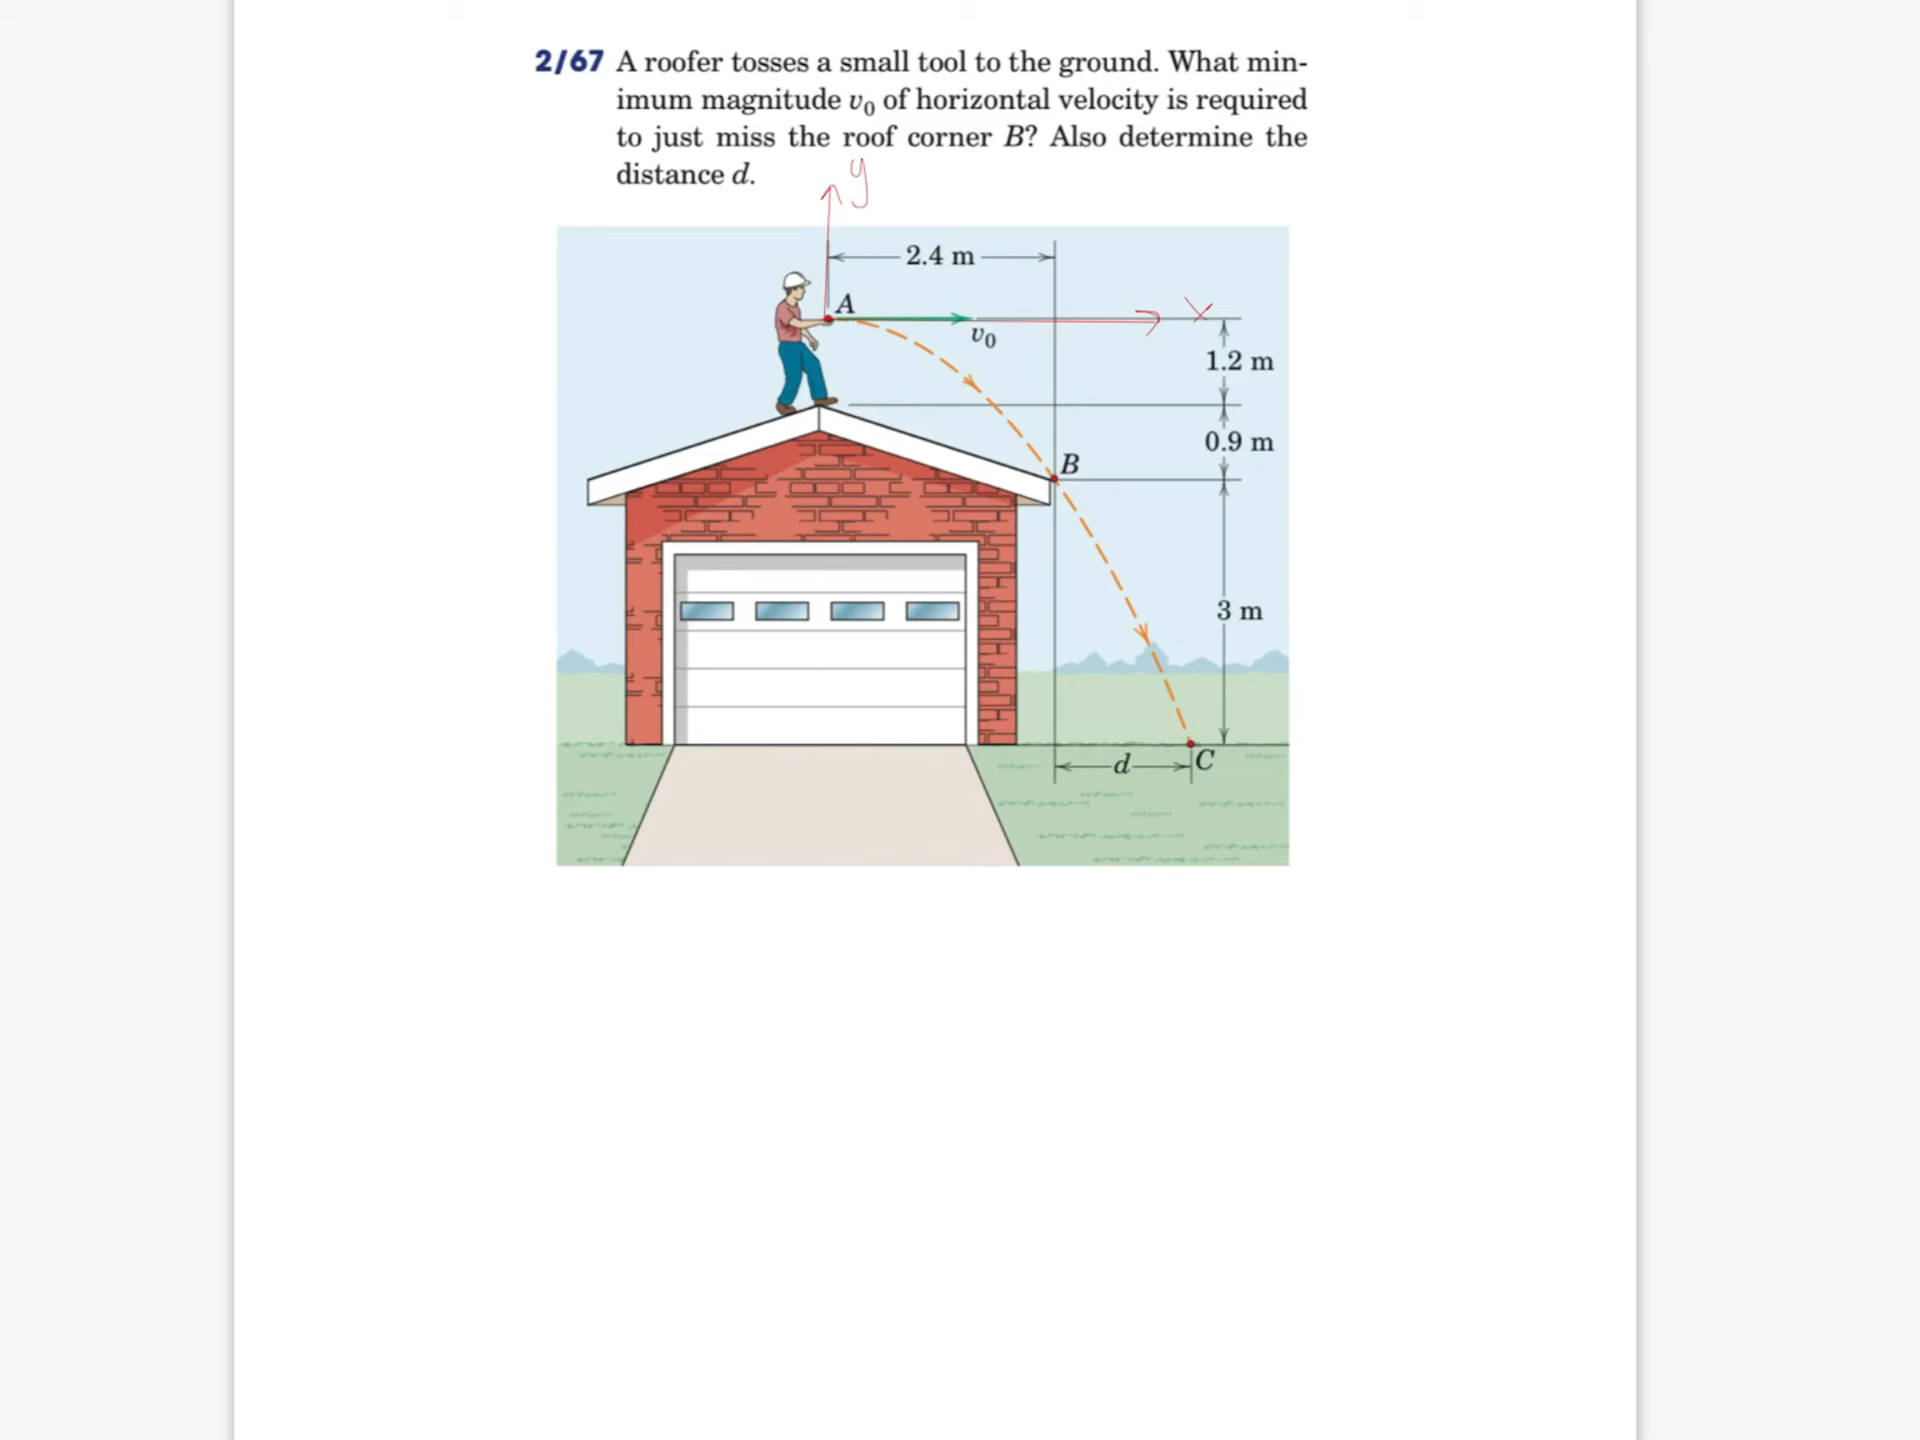 2/67 A roofer tosses a small tool to the ground. What min-
imum magnitude v₀ of horizontal velocity is required
to just miss the roof corner B? Also determine the
distance d.
y
2.4 m
A
x
v₀
1.2 m
0.9 m
B
3 m
d
C